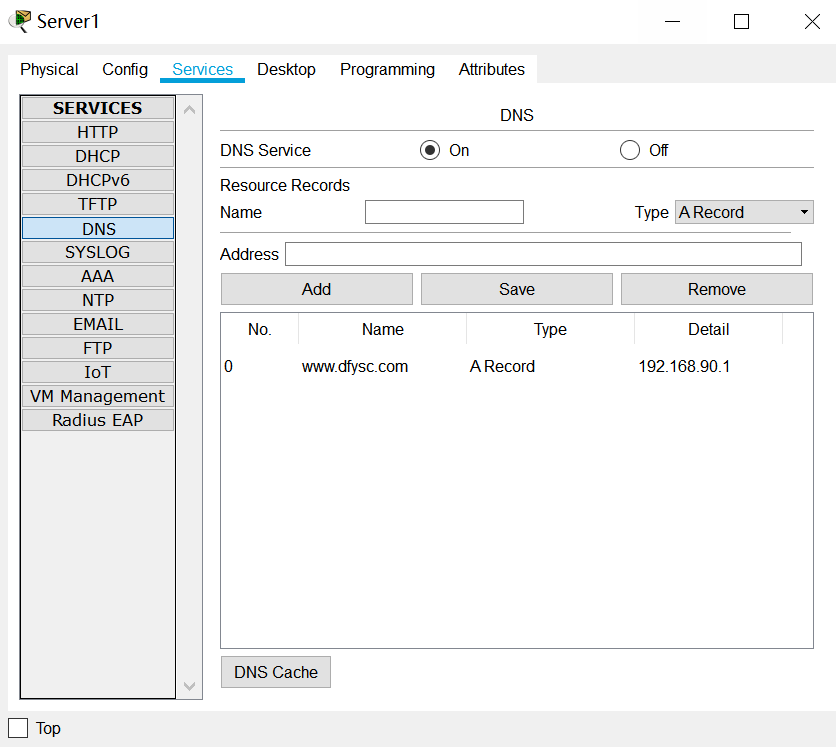 Server1
Physical Config Services Desktop Programming Attributes
SERVICES
HTTP
DHCP
DHCPv6
TFTP
DNS
SYSLOG
AAA
NTP
EMAIL
FTP
IoT
VM Management
Radius EAP
DNS
DNS Service On Off
Resource Records
Name Type A Record
Address
Add Save Remove
No. Name Type Detail
0 www.dfysc.com A Record 192.168.90.1
DNS Cache
Top